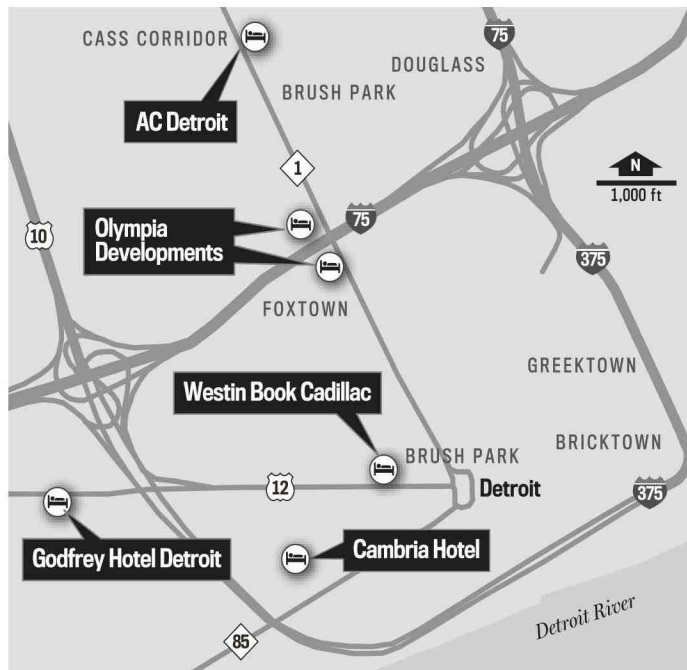 CASS CORRIDOR
75
DOUGLASS
BRUSH PARK
AC Detroit
1
N
1,000 ft
75
10
Olympia
Developments
375
FOXTOWN
GREEKTOWN
Westin Book Cadillac
BRICKTOWN
BRUSH PARK
12
Detroit
375
Godfrey Hotel Detroit
Cambria Hotel
Detroit River
85